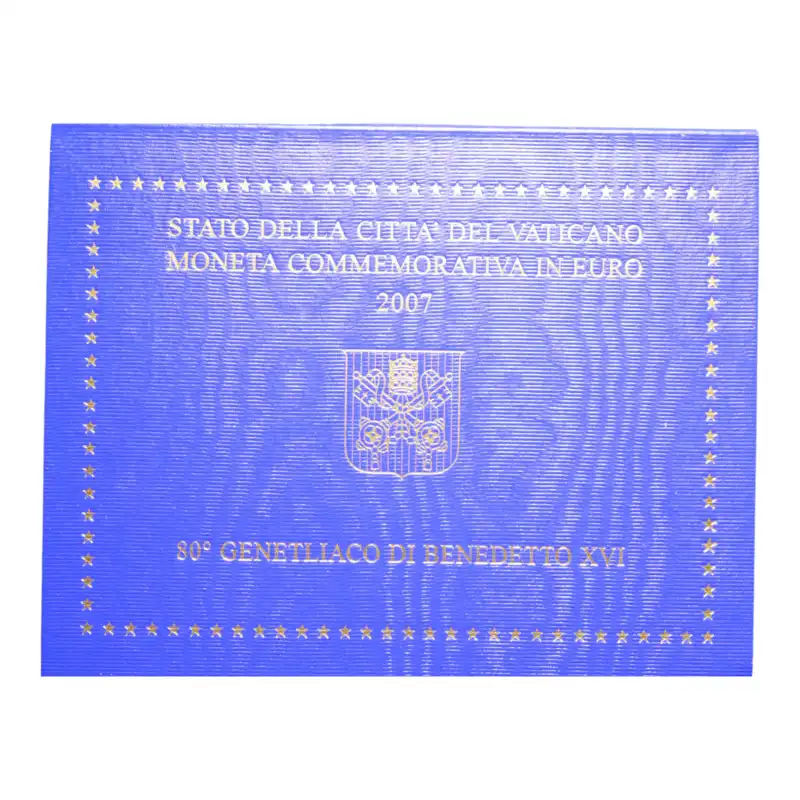 STATO DELLA CITTA' DEL VATICANO
MONETA COMMEMORATIVA IN EURO
2007
80° GENETLIACO DI BENEDETTO XVI